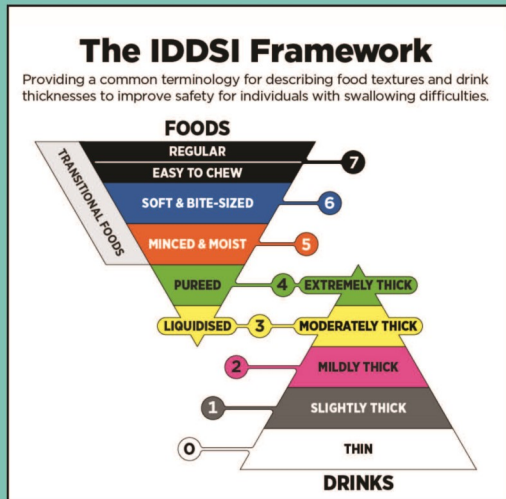 The IDDSI Framework
Providing a common terminology for describing food textures and drink
thicknesses to improve safety for individuals with swallowing difficulties.
FOODS
TRANSITIONAL FOODS
REGULAR
EASY TO CHEW
7
SOFT & BITE-SIZED
6
MINCED & MOIST
5
PUREED
4
EXTREMELY THICK
LIQUIDISED
3
MODERATELY THICK
2
MILDLY THICK
1
SLIGHTLY THICK
0
THIN
DRINKS